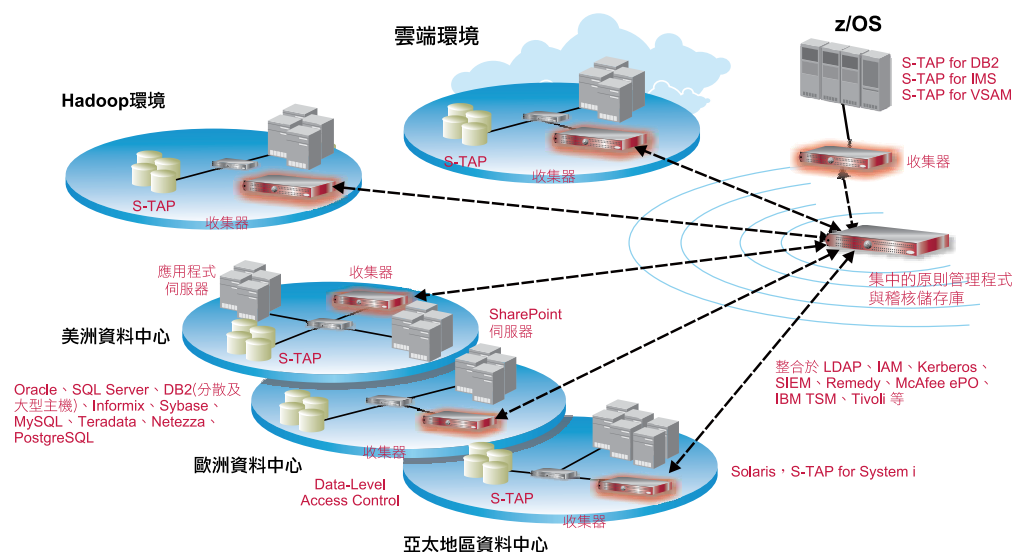 雲端環境
z/OS
S-TAP for DB2
S-TAP for IMS
S-TAP for VSAM
Hadoop環境
S-TAP
收集器
S-TAP
收集器
收集器
集中的原則管理程式
與稽核儲存庫
應用程式
伺服器
收集器
SharePoint
伺服器
美洲資料中心
S-TAP
整合於 LDAP、IAM、Kerberos、
SIEM、Remedy、McAfee ePO、
IBM TSM、Tivoli 等
Oracle、SQL Server、DB2(分散及
大型主機)、Informix、Sybase、
MySQL、Teradata、Netezza、
PostgreSQL
收集器
歐洲資料中心
Data-Level
Access Control
S-TAP
收集器
Solaris，S-TAP for System i
亞太地區資料中心